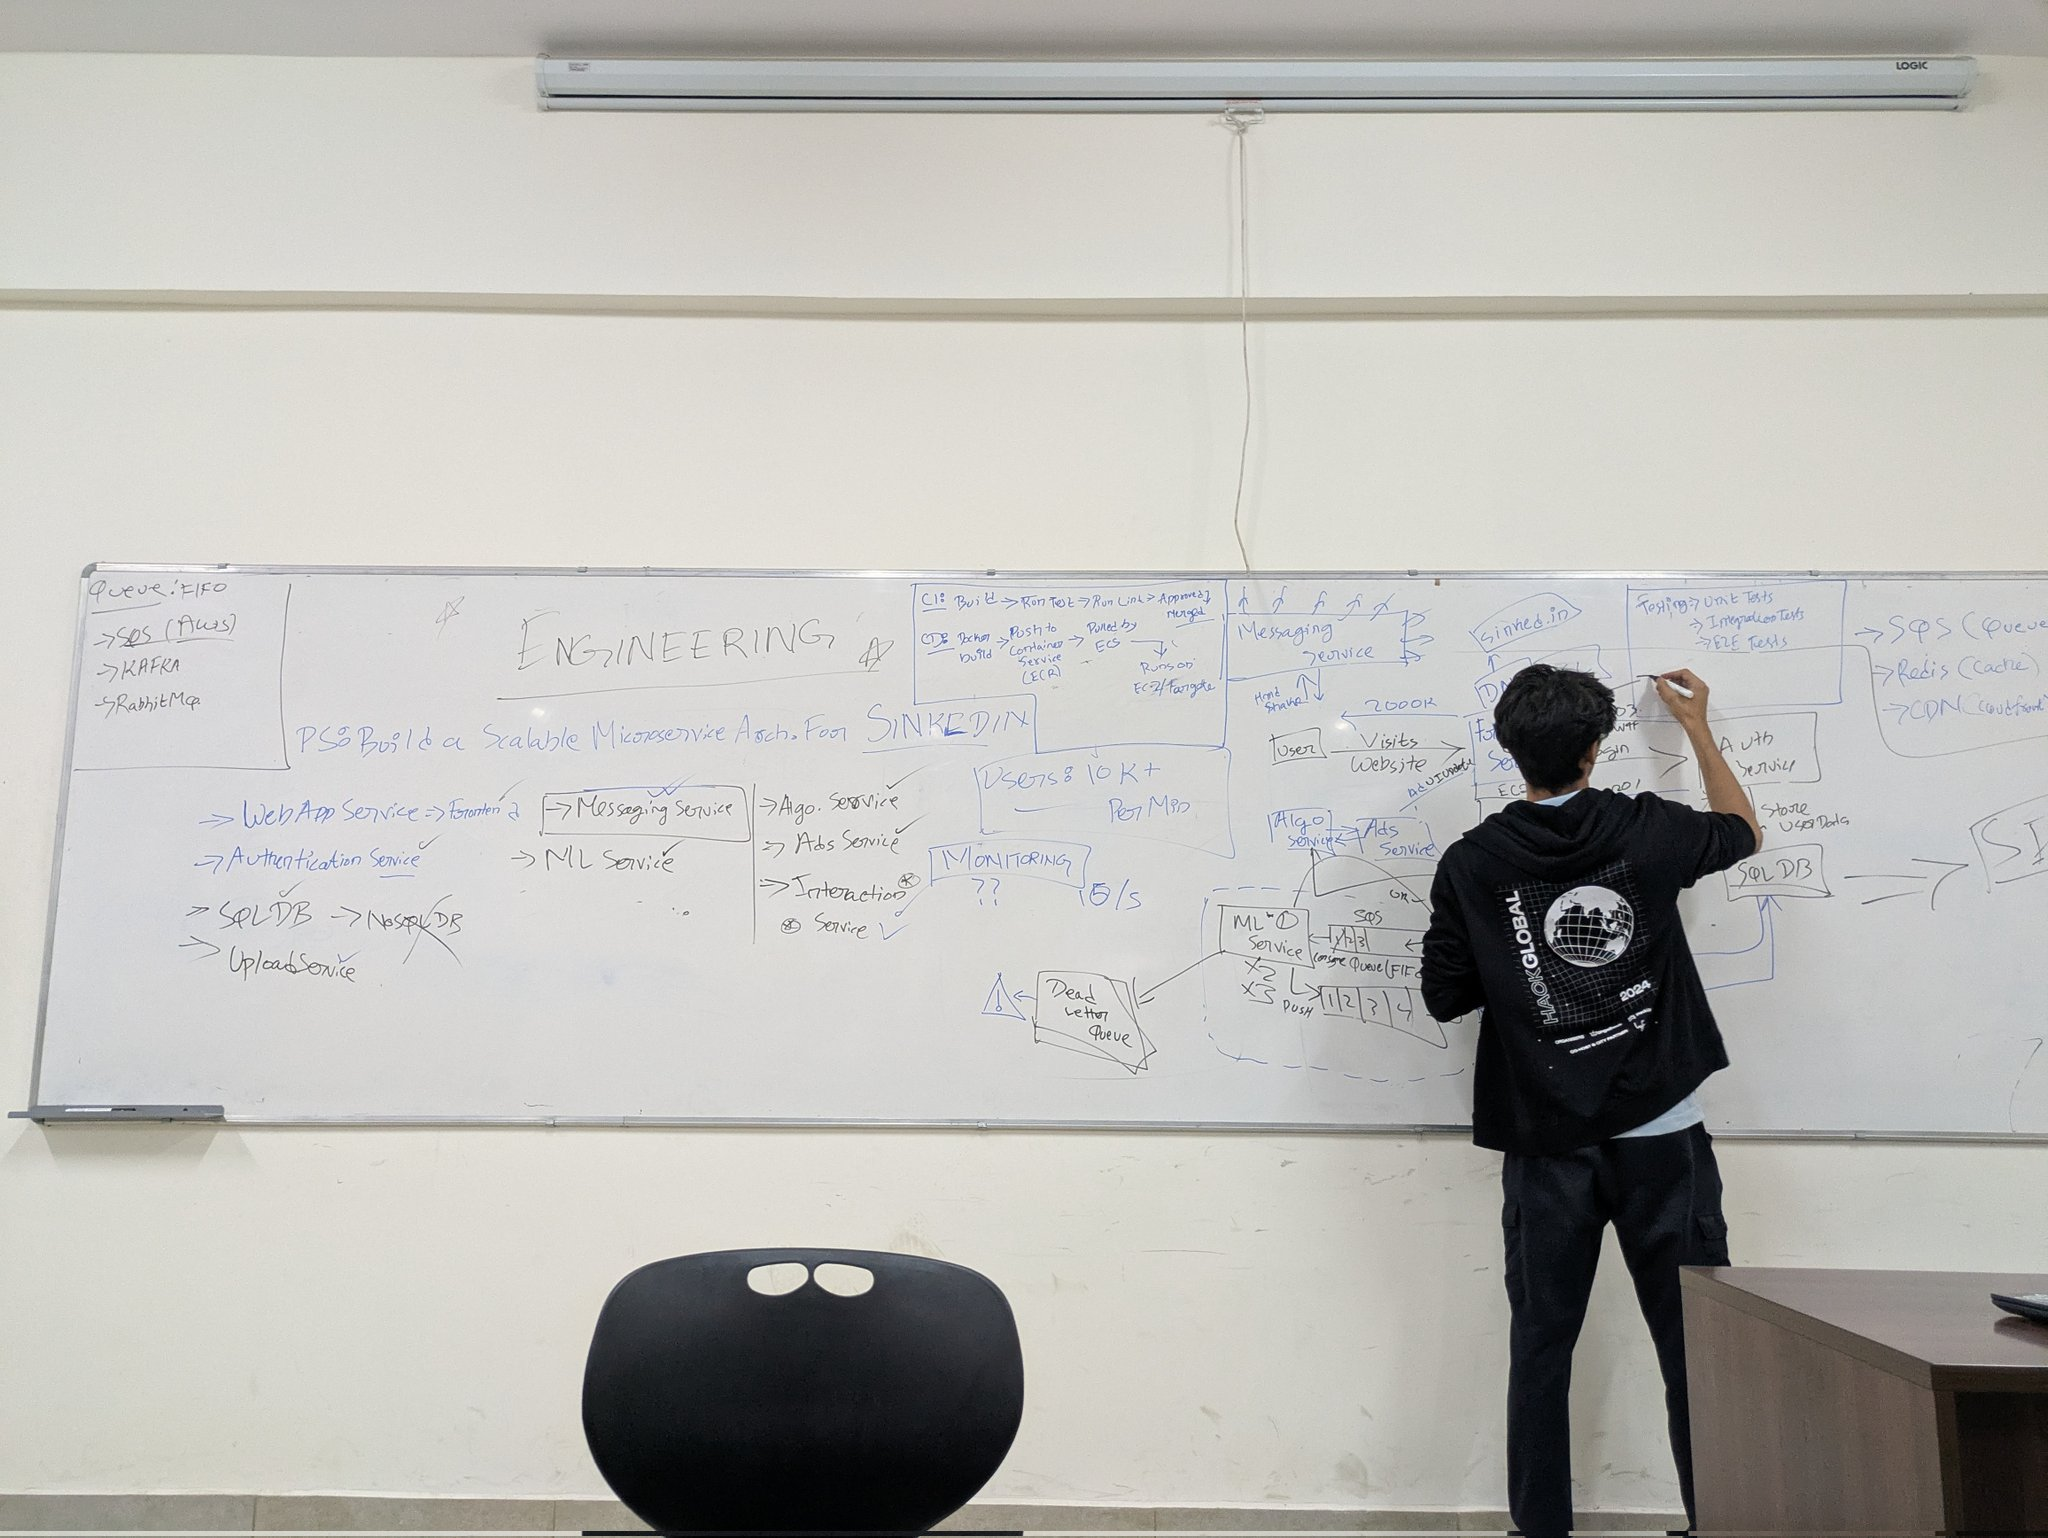 LOGIC
Queue: FIFO
→ SQS (AWS)
→ KAFKA
→ RabbitMQ
ENGINEERING
PS: Build a Scalable Microservice Arch. For SINKEDIN
→ WebApp Service → Frontend
→ Authentication Service
→ SQL DB → NoSQL DB
→ Upload Service
→ Messaging Service
→ ML Service
→ Algo. Service
→ Ads Service
→ Interaction
Service
CI: Build → Run Test → Run Lint → Approved
Merged
CD: Docker Build → Push to Container Service (ECR) → Pulled by ECS
Runs on
EC2/Fargate
Users: 10K+
Per Min
MONITORING
??
Messaging
Service
Hand
Shake
sinked.in
Testing → Unit Tests
→ Integration Tests
→ E2E Tests
→ SQS (Queue
→ Redis (Cache)
→ CDN (Cloudfront
2000K
User
Visits
Website
Auth
Service
Store
User Data
SQL DB
Algo
Service
Ads
Service
ML
Service
X2
X3
SQS
1 2 3
Consume Queue (FIF
PUSH
1 2 3 4
Dead
Letter
Queue
!
SI
HACKGLOBAL
2024